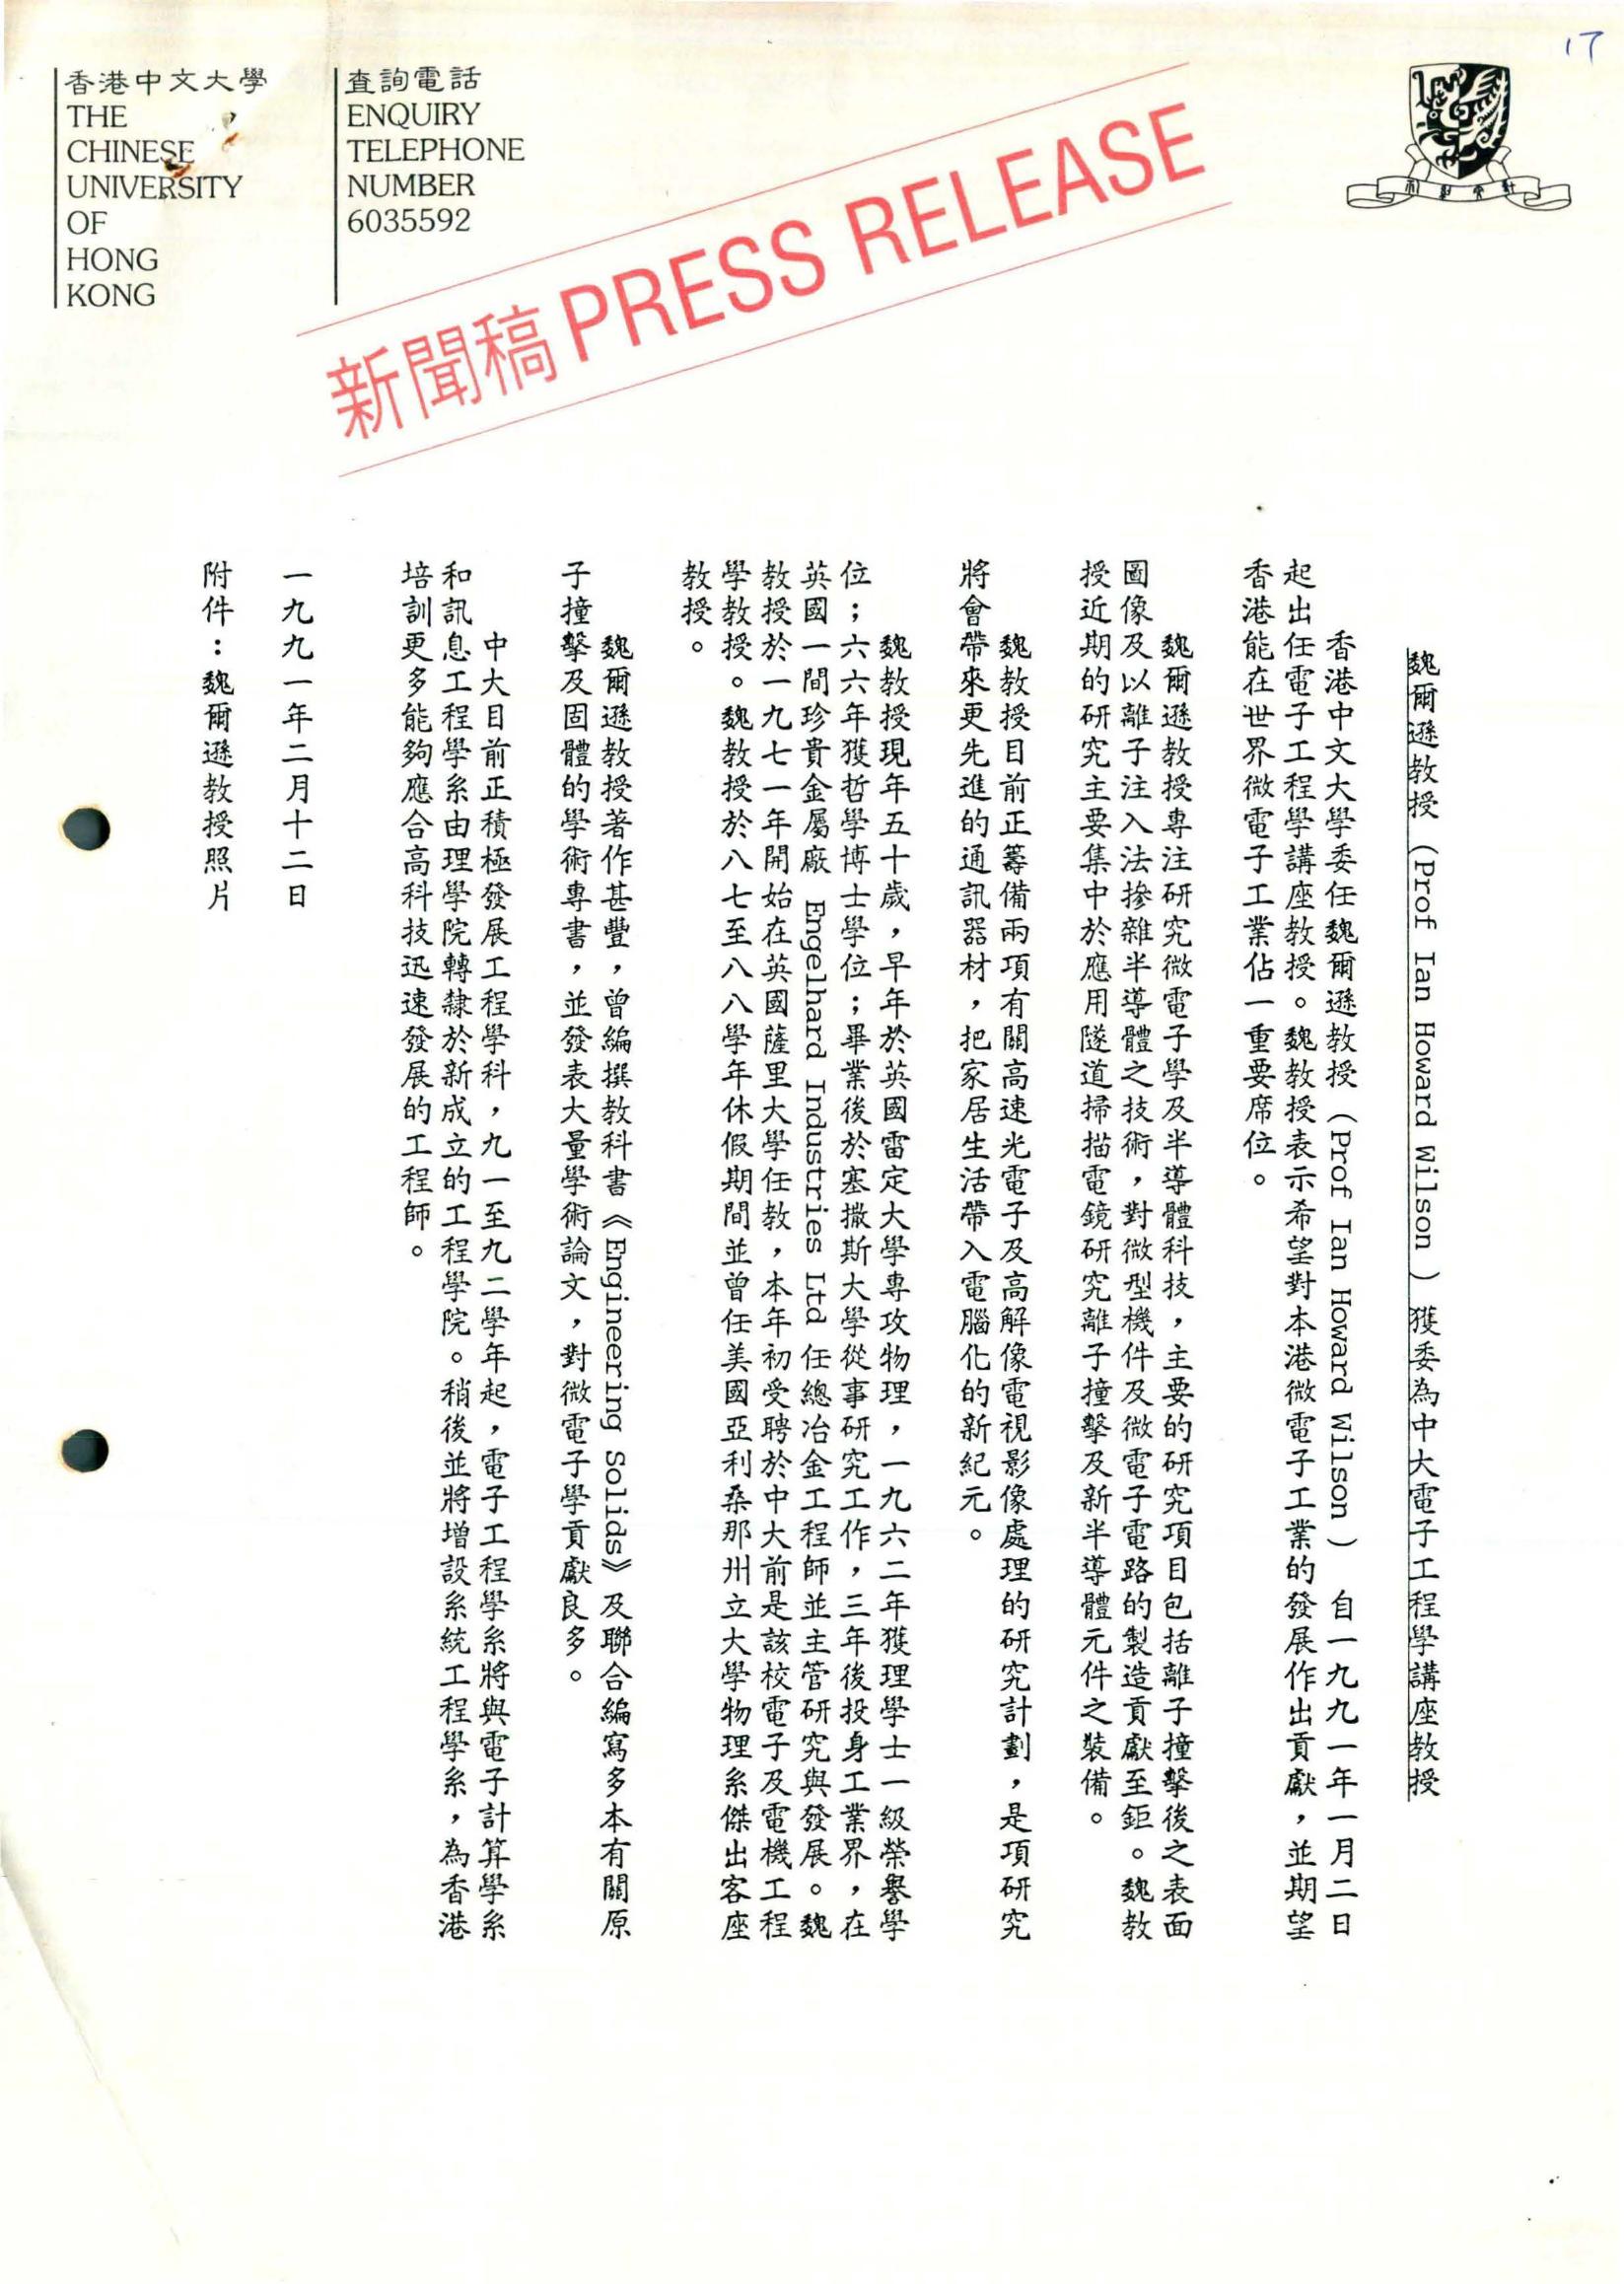 17
香港中文大學
THE
CHINESE
UNIVERSITY
OF
HONG
KONG
查詢電話
ENQUIRY
TELEPHONE
NUMBER
6035592
新聞稿 PRESS RELEASE
魏爾遜教授（Prof Ian Howard Wilson）獲委為中大電子工程學講座教授
香港中文大學委任魏爾遜教授（Prof Ian Howard Wilson）自一九九一年一月二日
起出任電子工程學講座教授。魏教授表示希望對本港微電子工業的發展作出貢獻，並期望
香港能在世界微電子工業佔一重要席位。
魏爾遜教授專注研究微電子學及半導體科技，主要的研究項目包括離子撞擊後之表面
圖像及以離子注入法摻雜半導體之技術，對微型機件及微電子電路的製造貢獻至鉅。魏教
授近期的研究主要集中於應用隧道掃描電鏡研究離子撞擊及新半導體元件之裝備。
魏教授目前正籌備兩項有關高速光電子及高解像電視影像處理的研究計劃，是項研究
將會帶來更先進的通訊器材，把家居生活帶入電腦化的新紀元。
魏教授現年五十歲，早年於英國雷定大學專攻物理，一九六二年獲理學士一級榮譽學
位；六六年獲哲學博士學位；畢業後於塞撒斯大學從事研究工作，三年後投身工業界，在
英國一間珍貴金屬廠 Engelhard Industries Ltd 任總冶金工程師並主管研究與發展。魏
教授於一九七一年開始在英國薩里大學任教，本年初受聘於中大前是該校電子及電機工程
學教授。魏教授於八七至八八學年休假期間並曾任美國亞利桑那州立大學物理系傑出客座
教授。
魏爾遜教授著作甚豐，曾編撰教科書《Engineering Solids》及聯合編寫多本有關原
子撞擊及固體的學術專書，並發表大量學術論文，對微電子學貢獻良多。
中大目前正積極發展工程學科，九一至九二學年起，電子工程學系將與電子計算學系
和訊息工程學系由理學院轉隸於新成立的工程學院。稍後並將增設系統工程學系，為香港
培訓更多能夠應合高科技迅速發展的工程師。
一九九一年二月十二日
附件：魏爾遜教授照片